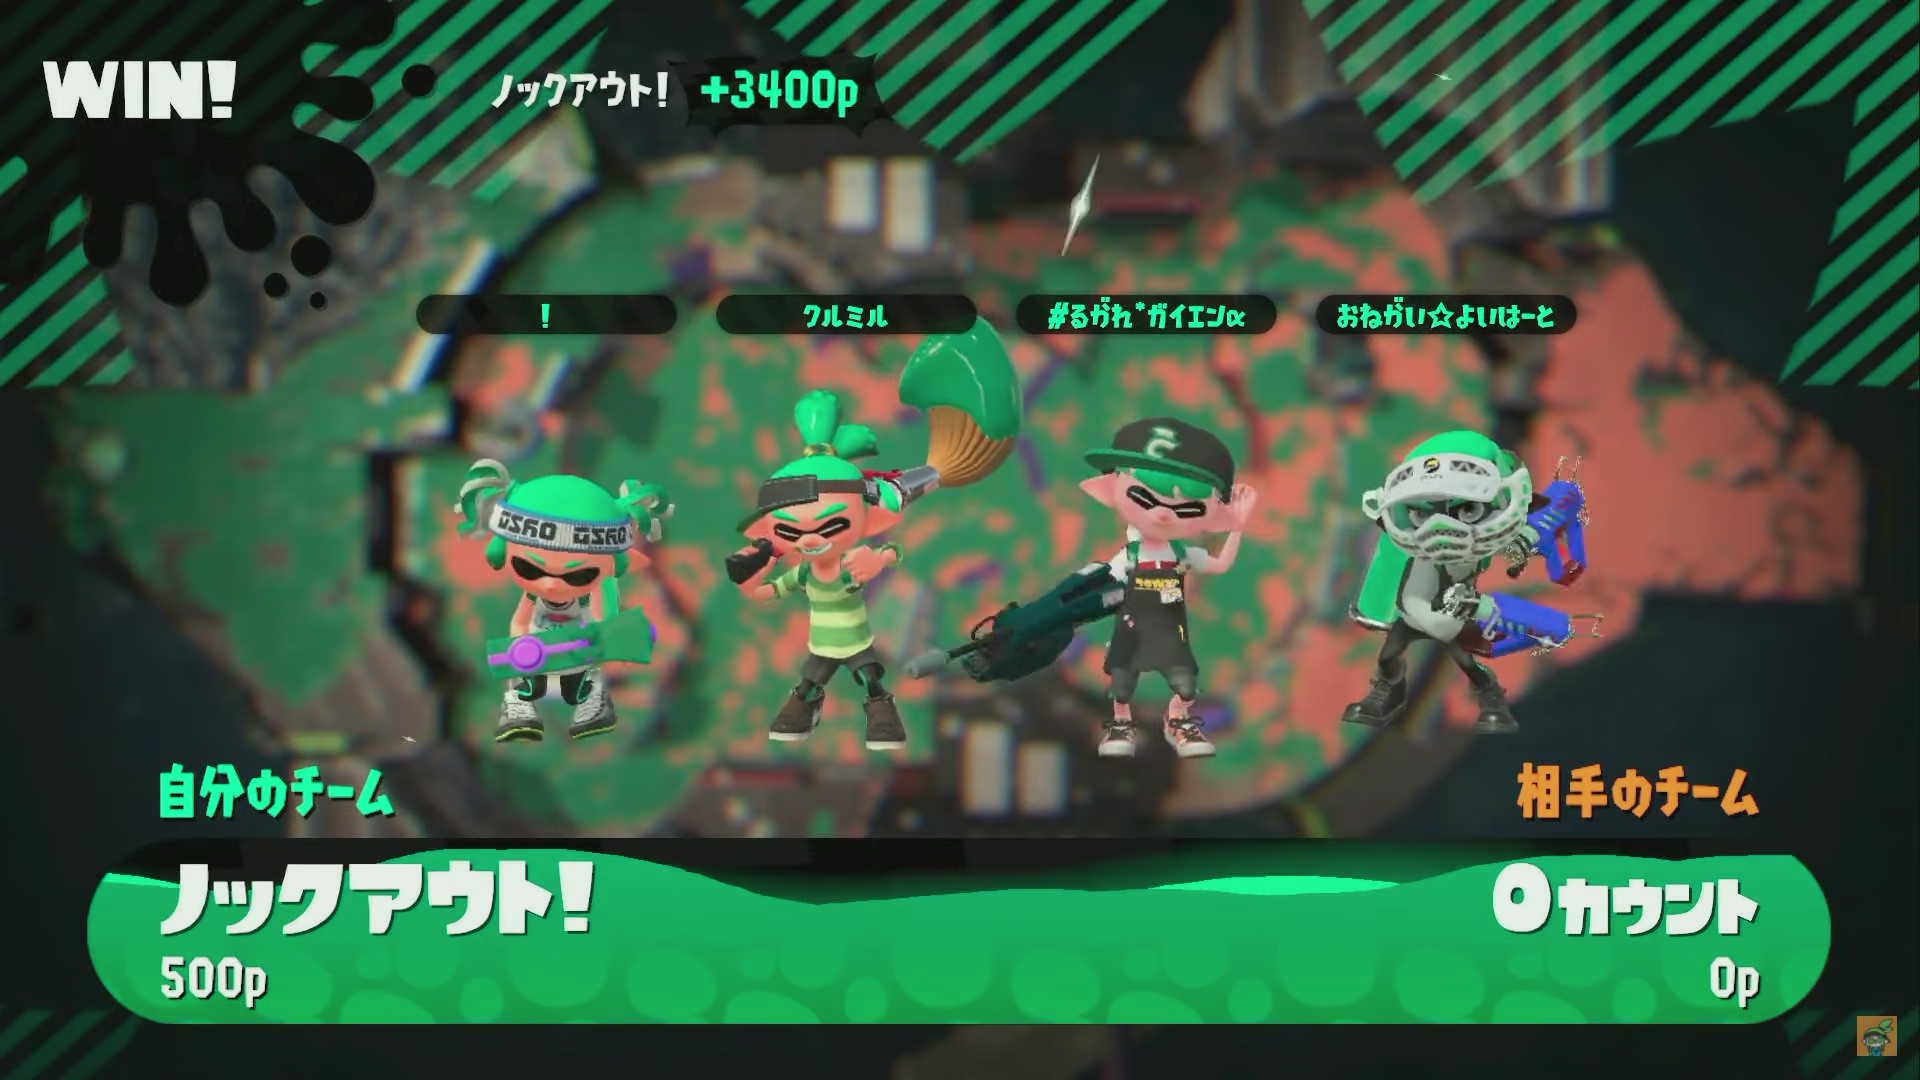 WIN!
ノックアウト! +3400p
!
クルミル
#るがれ*ガイエンα
おねがい☆よいはーと
自分のチーム
相手のチーム
ノックアウト!
0カウント
500p
0p